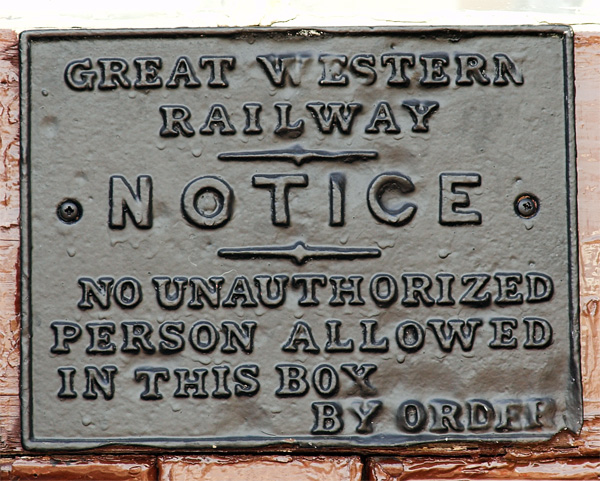 GREAT WESTERN
RAILWAY
NOTICE
NO UNAUTHORIZED
PERSON ALLOWED
IN THIS BOX
BY ORDER